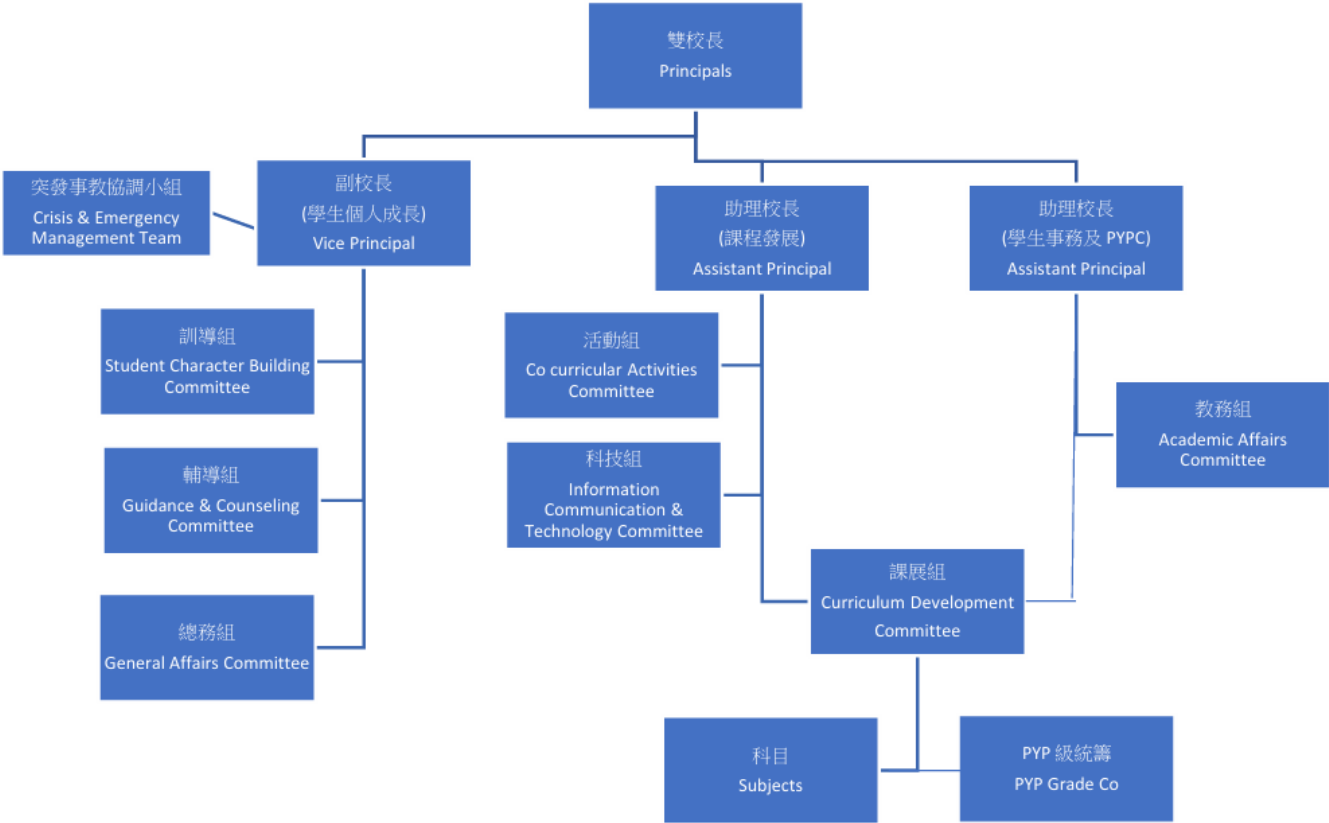 雙校長
Principals
突發事教協調小組
Crisis & Emergency
Management Team
副校長
(學生個人成長)
Vice Principal
助理校長
(課程發展)
Assistant Principal
助理校長
(學生事務及 PYPC)
Assistant Principal
訓導組
Student Character Building
Committee
活動組
Co curricular Activities
Committee
教務組
Academic Affairs
Committee
輔導組
Guidance & Counseling
Committee
科技組
Information
Communication &
Technology Committee
課展組
Curriculum Development
Committee
總務組
General Affairs Committee
科目
Subjects
PYP 級統籌
PYP Grade Co